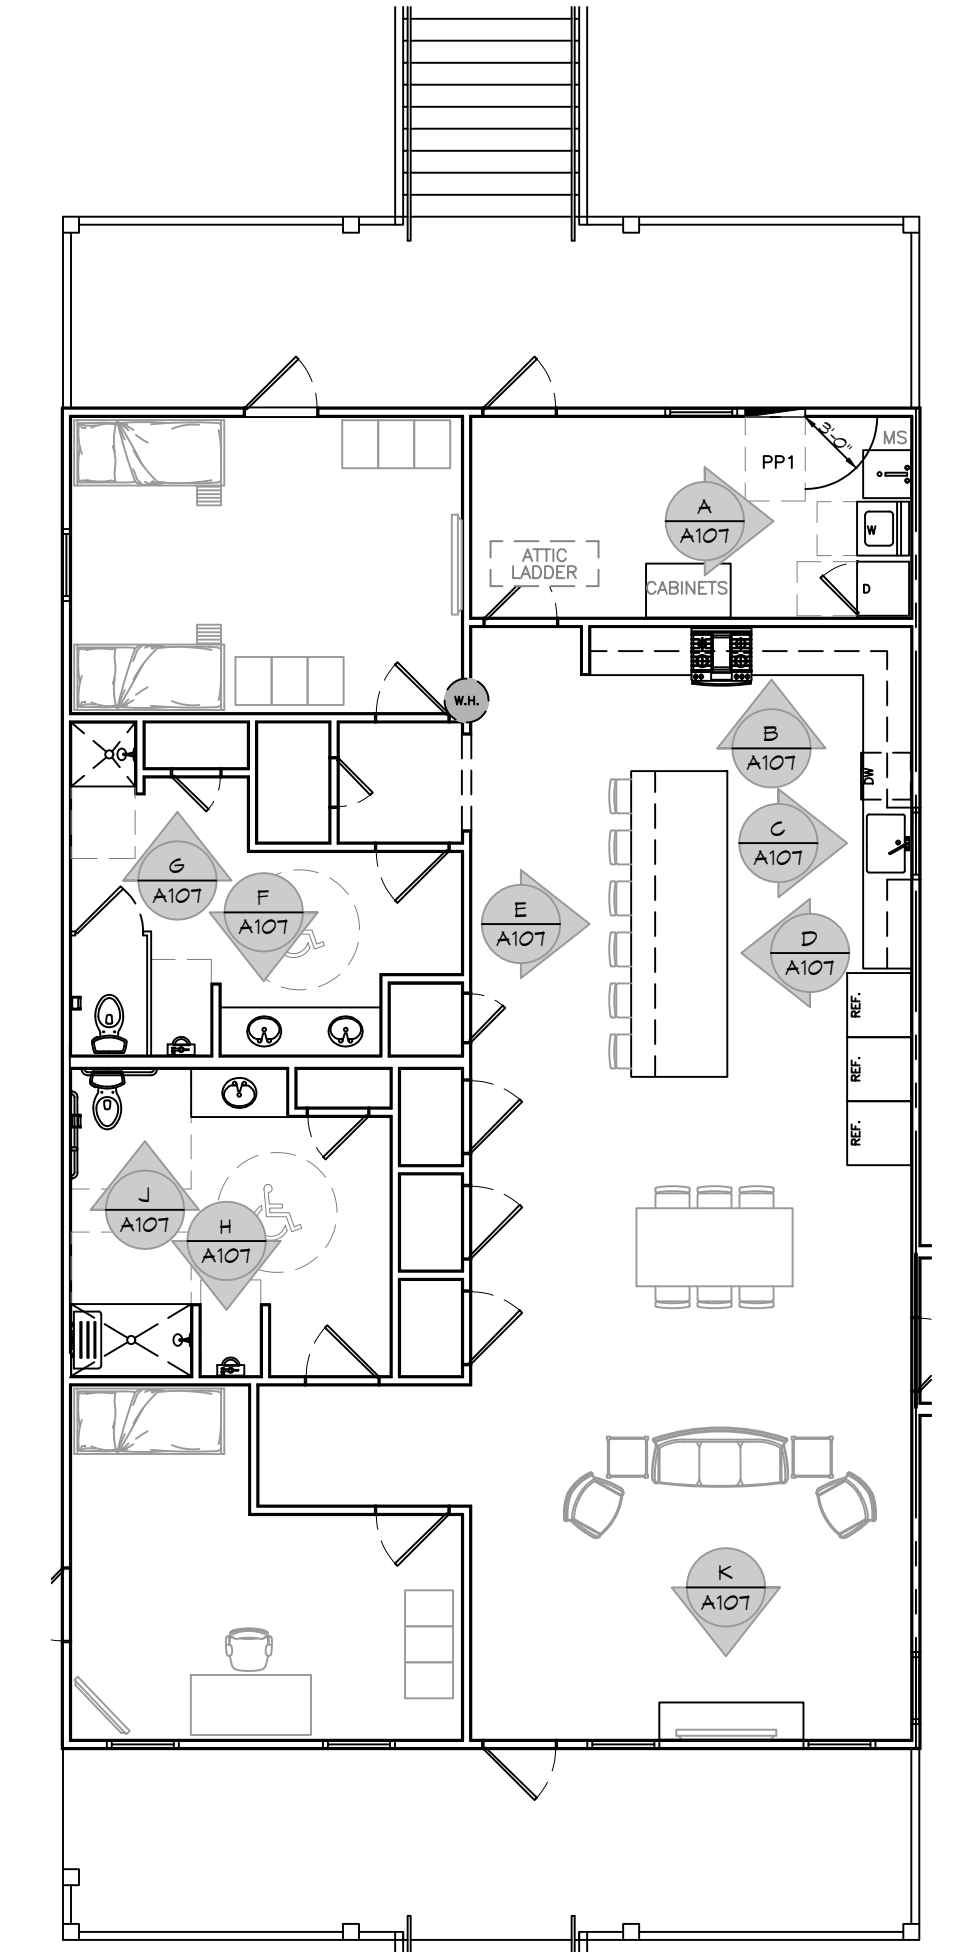 3'-0"
MS
PP1
A
A107
W
ATTIC
LADDER
CABINETS
D
W.H.
B
A107
DW
C
A107
G
A107
F
A107
E
A107
D
A107
REF.
REF.
REF.
J
A107
H
A107
K
A107